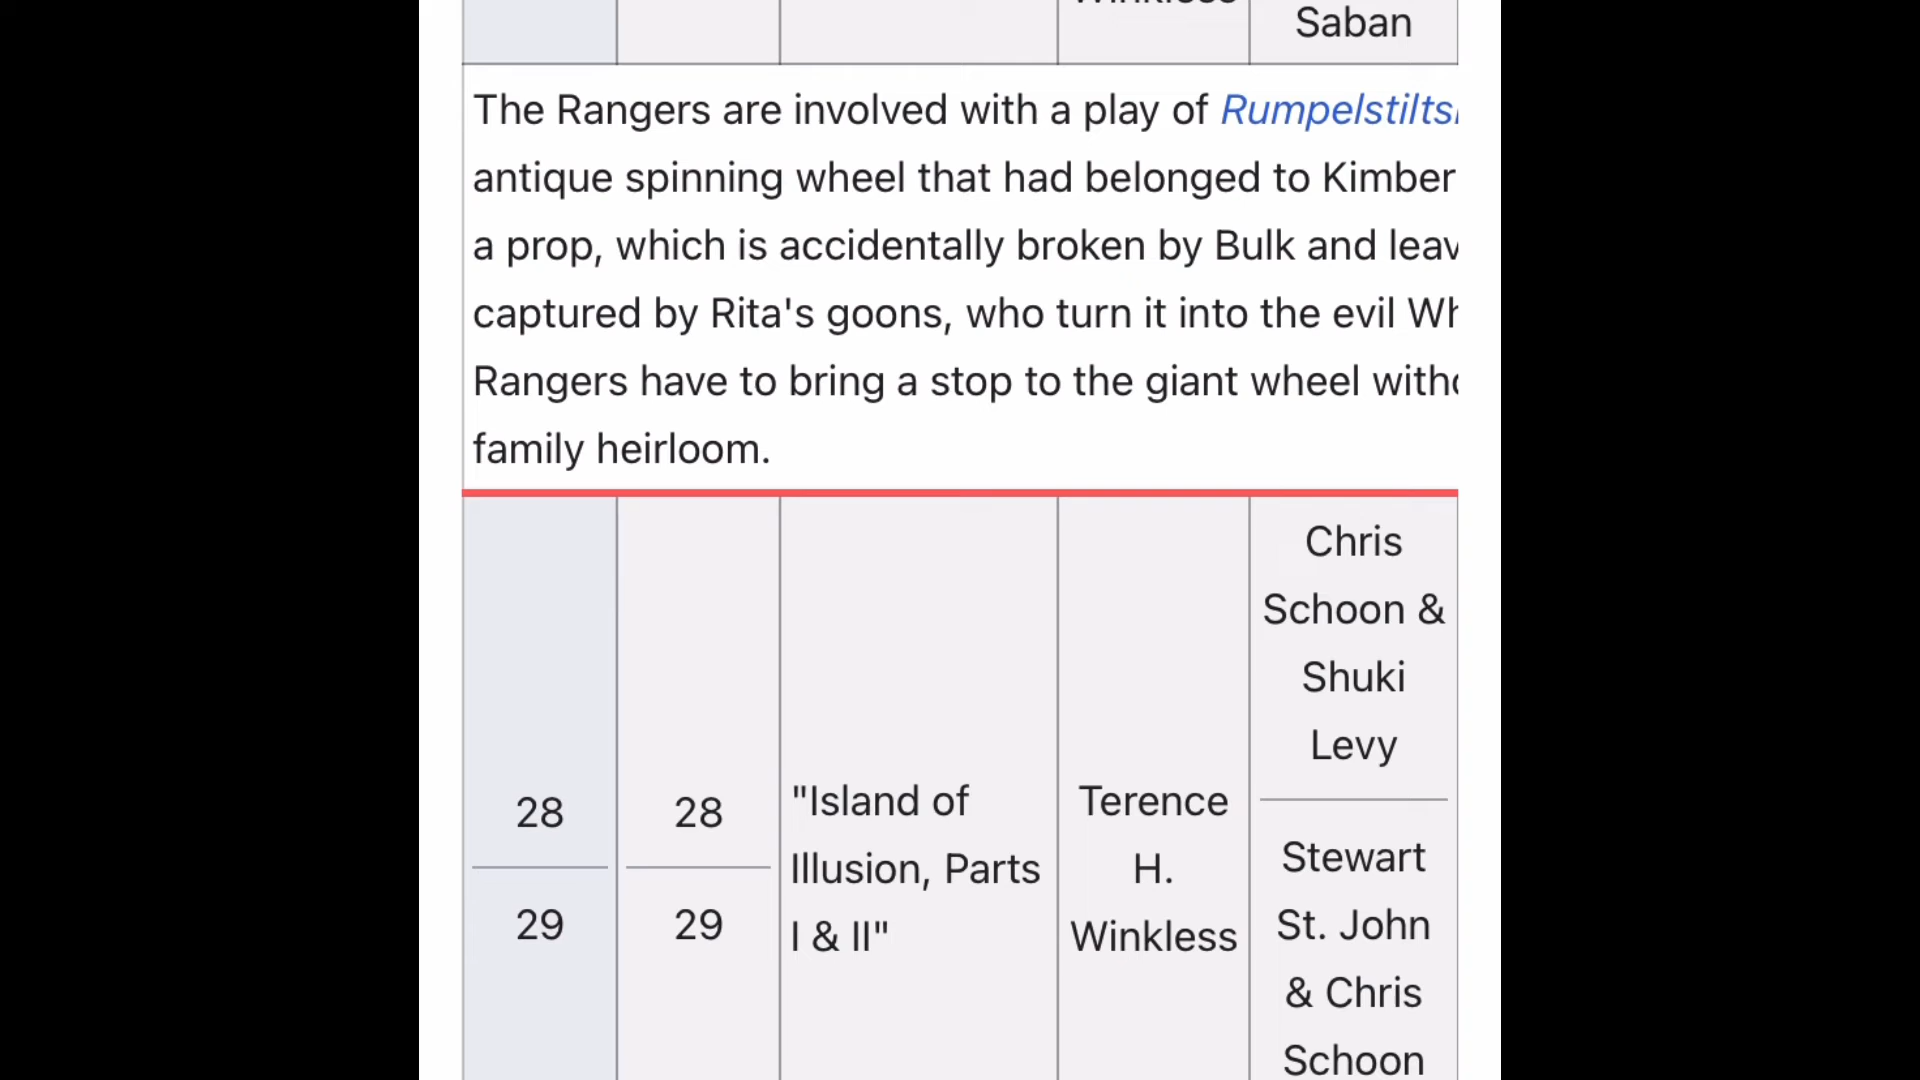 Saban
The Rangers are involved with a play of
antique spinning wheel that had belonged to
a prop, which is accidentally broken by Bulk and
captured by Rita's goons, who turn it into the evil
Rangers have to bring a stop to the giant wheel
family heirloom.
Chris
Schoon &
Shuki
Levy
28
28
"Island of
Illusion, Parts
I & II"
Terence
H.
Winkless
29
29
Stewart
St. John
& Chris
Schoon